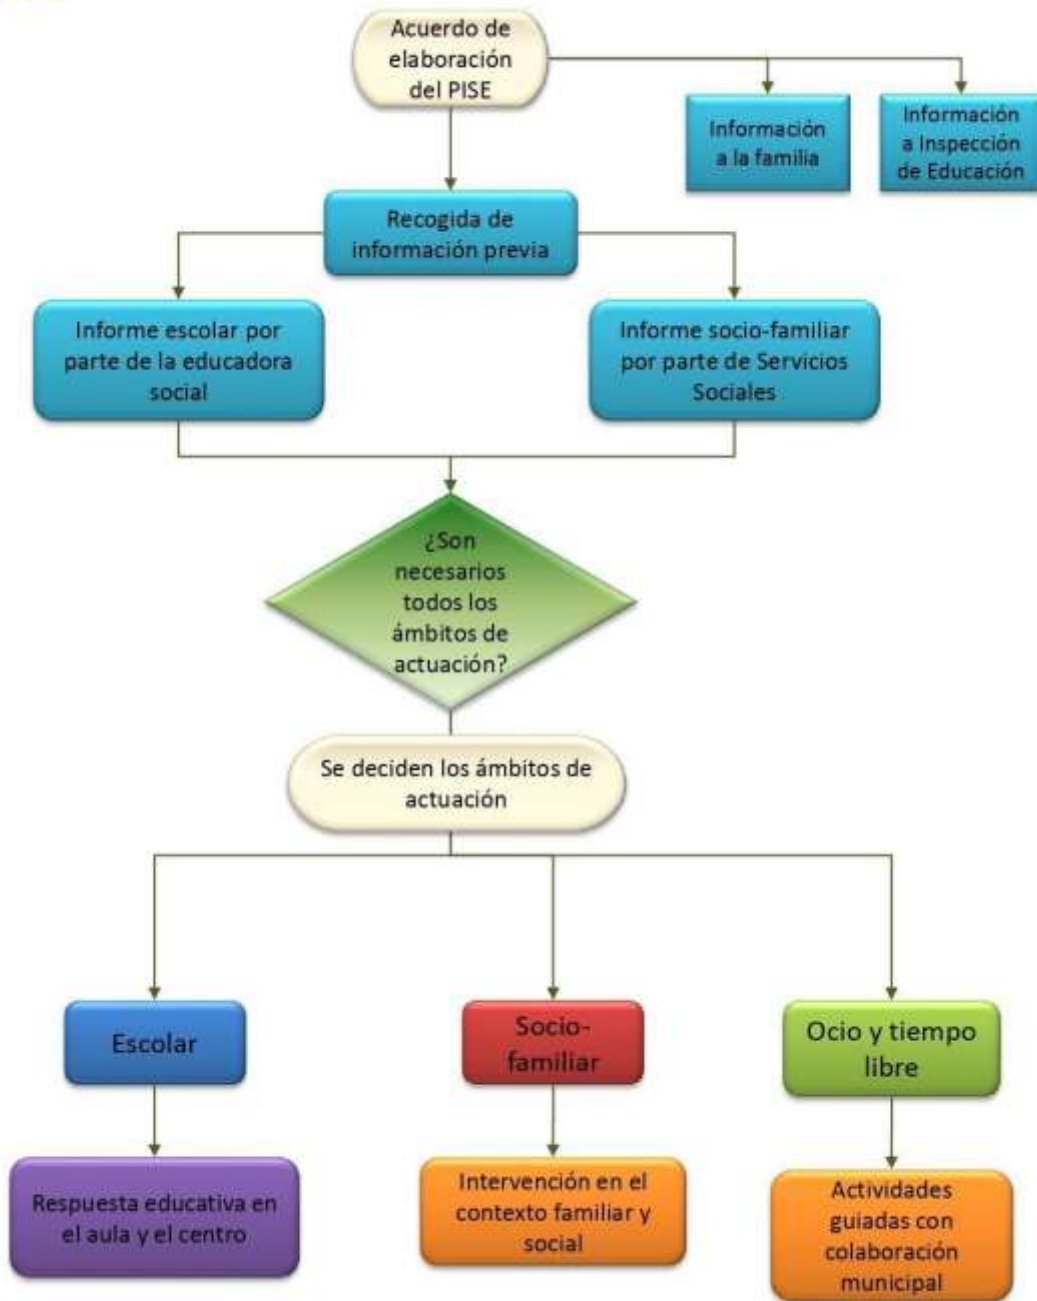 Acuerdo de
elaboración
del PISE
Información
a la familia
Información
a Inspección
de Educación
Recogida de
información previa
Informe escolar por
parte de la educadora
social
Informe socio-familiar
por parte de Servicios
Sociales
¿Son
necesarios
todos los
ámbitos de
actuación?
Se deciden los ámbitos de
actuación
Escolar
Socio-
familiar
Ocio y tiempo
libre
Respuesta educativa en
el aula y el centro
Intervención en el
contexto familiar y
social
Actividades
guiadas con
colaboración
municipal